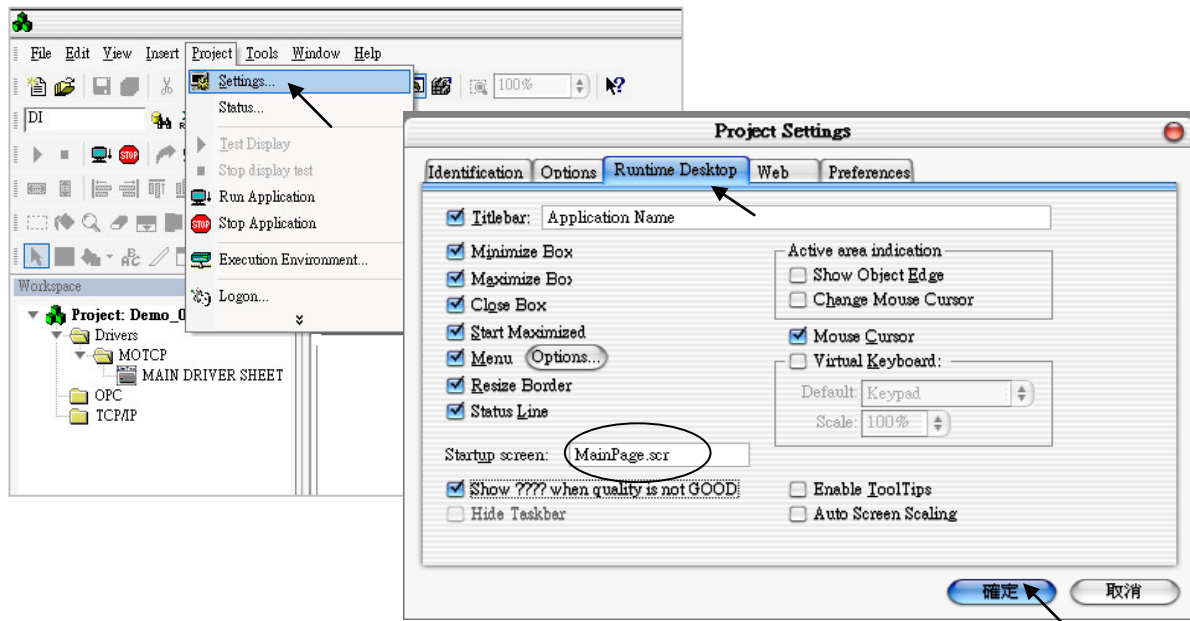 File Edit View Insert Project Tools Window Help
Settings...
100%
Status...
DI
Test Display
Stop display test
STOP
Run Application
STOP Stop Application
Execution Environment...
ABC
Workspace
Logon...
Project: Demo_0
Drivers
MOTCP
MAIN DRIVER SHEET
OPC
TCP/IP
Project Settings
Identification Options Runtime Desktop Web Preferences
Titlebar: Application Name
Minimize Box
Maximize Box
Close Box
Start Maximized
Menu Options...
Resize Border
Status Line
Startup screen: MainPage.scr
Show ???? when quality is not GOOD
Hide Taskbar
Active area indication
Show Object Edge
Change Mouse Cursor
Mouse Cursor
Virtual Keyboard:
Default: Keypad
Scale: 100%
Enable ToolTips
Auto Screen Scaling
確定 取消